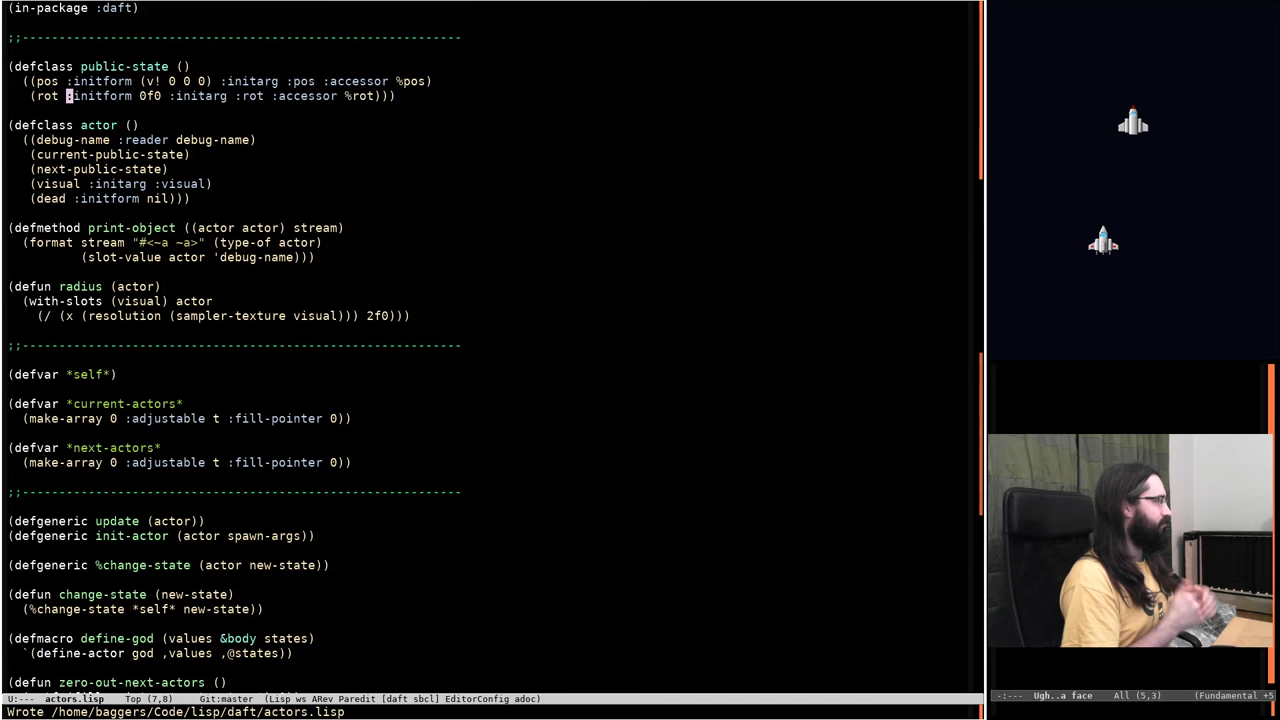 (in-package :daft)
;;------------------------------------------------------------
(defclass public-state ()
  ((pos :initform (v! 0 0 0) :initarg :pos :accessor %pos)
   (rot :initform 0f0 :initarg :rot :accessor %rot)))
(defclass actor ()
  ((debug-name :reader debug-name)
   (current-public-state)
   (next-public-state)
   (visual :initarg :visual)
   (dead :initform nil)))
(defmethod print-object ((actor actor) stream)
  (format stream "#<~a ~a>" (type-of actor)
          (slot-value actor 'debug-name)))
(defun radius (actor)
  (with-slots (visual) actor
    (/ (x (resolution (sampler-texture visual))) 2f0)))
;;------------------------------------------------------------
(defvar *self*)
(defvar *current-actors*
  (make-array 0 :adjustable t :fill-pointer 0))
(defvar *next-actors*
  (make-array 0 :adjustable t :fill-pointer 0))
;;------------------------------------------------------------
(defgeneric update (actor))
(defgeneric init-actor (actor spawn-args))
(defgeneric %change-state (actor new-state))
(defun change-state (new-state)
  (%change-state *self* new-state))
(defmacro define-god (values &body states)
  `(define-actor god ,values ,@states))
(defun zero-out-next-actors ()
U:---  actors.lisp    Top (7,8)    Git:master  (Lisp ws ARev Paredit [daft sbcl] EditorConfig adoc)
Wrote /home/baggers/Code/lisp/daft/actors.lisp
-:---  Ugh..a face    All (5,3)    (Fundamental +5